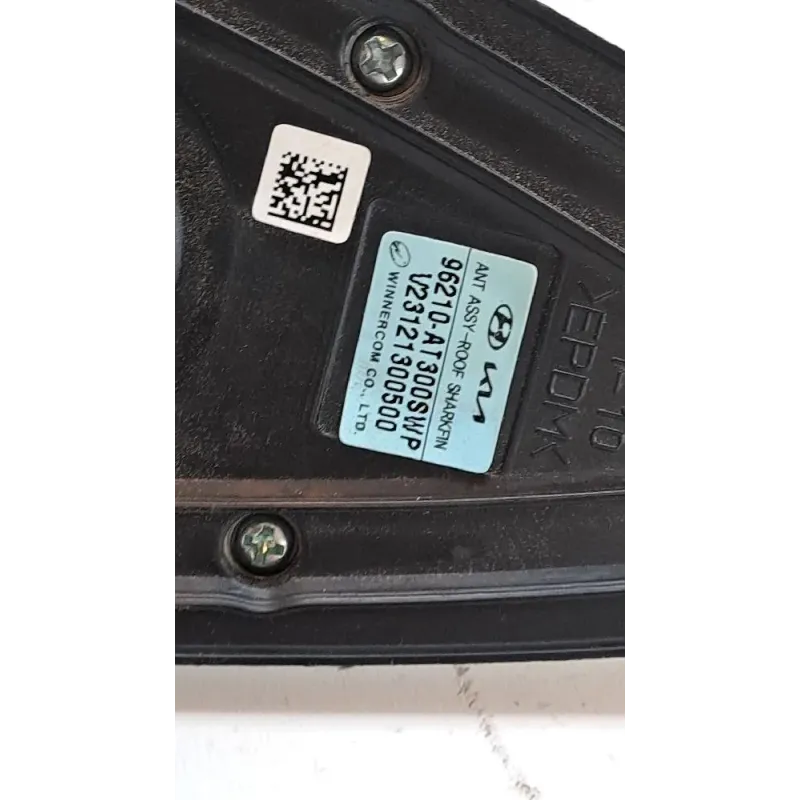 KIA
ANT ASSY-ROOF SHARKFIN
96210-AT300SWP
V23121300500
WINNERCOM CO., LTD.
>EPDM<